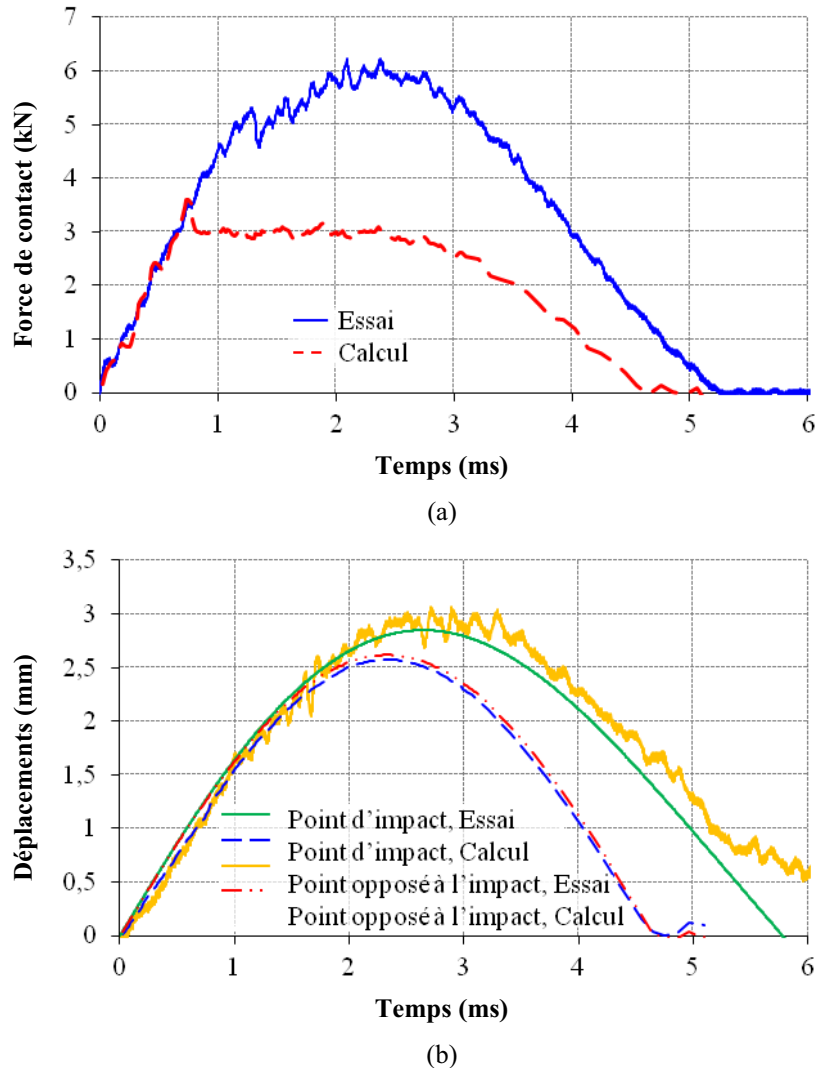 7
6
5
4
3
2
1
0
Force de contact (kN)
Essai
Calcul
0 1 2 3 4 5 6
Temps (ms)
(a)
3,5
3
2,5
2
1,5
1
0,5
0
Déplacements (mm)
Point d'impact, Essai
Point d'impact, Calcul
Point opposé à l'impact, Essai
Point opposé à l'impact, Calcul
0 1 2 3 4 5 6
Temps (ms)
(b)